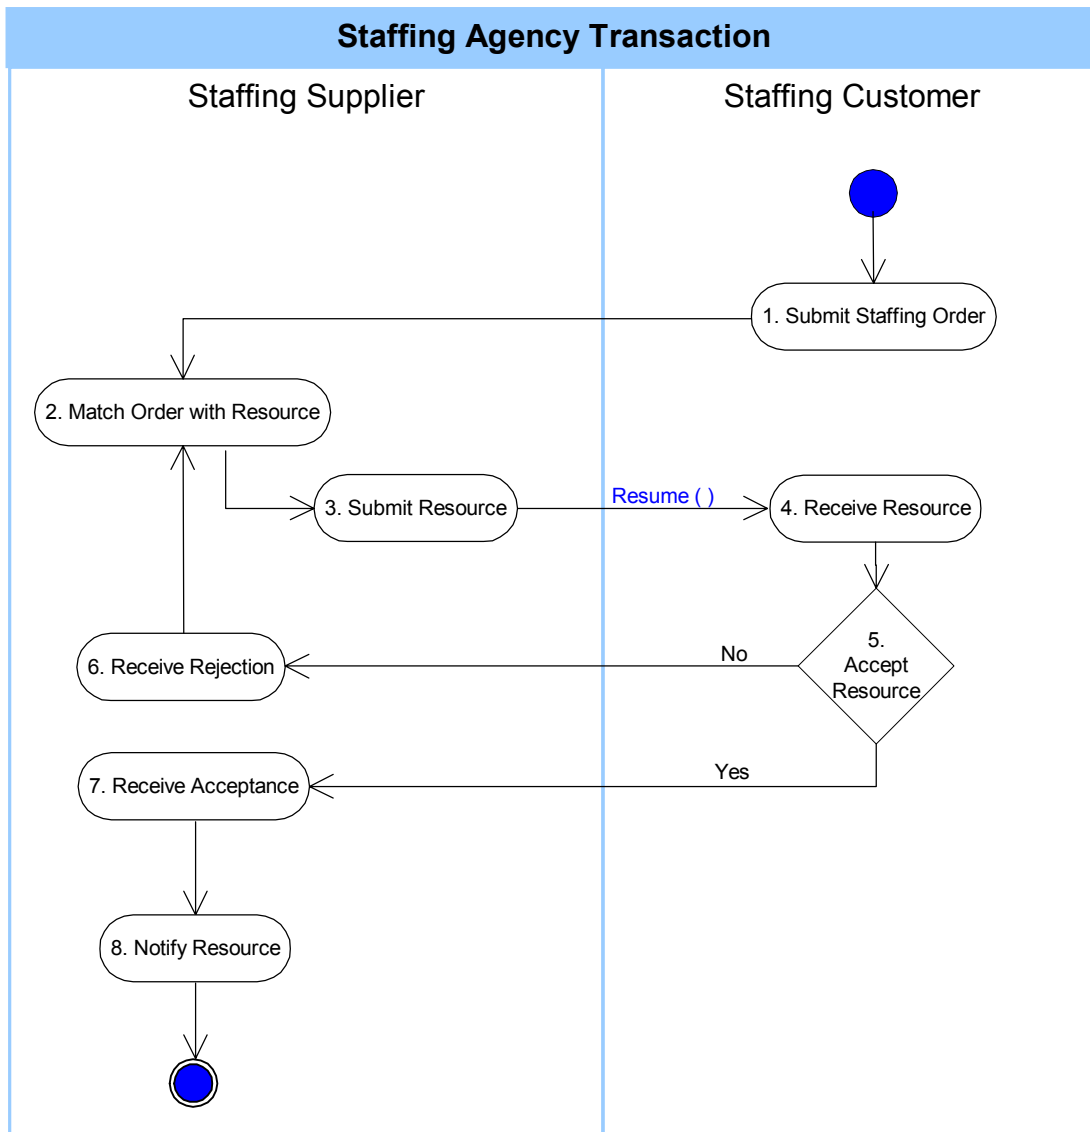 Staffing Agency Transaction
Staffing Supplier
Staffing Customer
1. Submit Staffing Order
2. Match Order with Resource
3. Submit Resource
Resume ( )
4. Receive Resource
5.
Accept
Resource
No
6. Receive Rejection
Yes
7. Receive Acceptance
8. Notify Resource